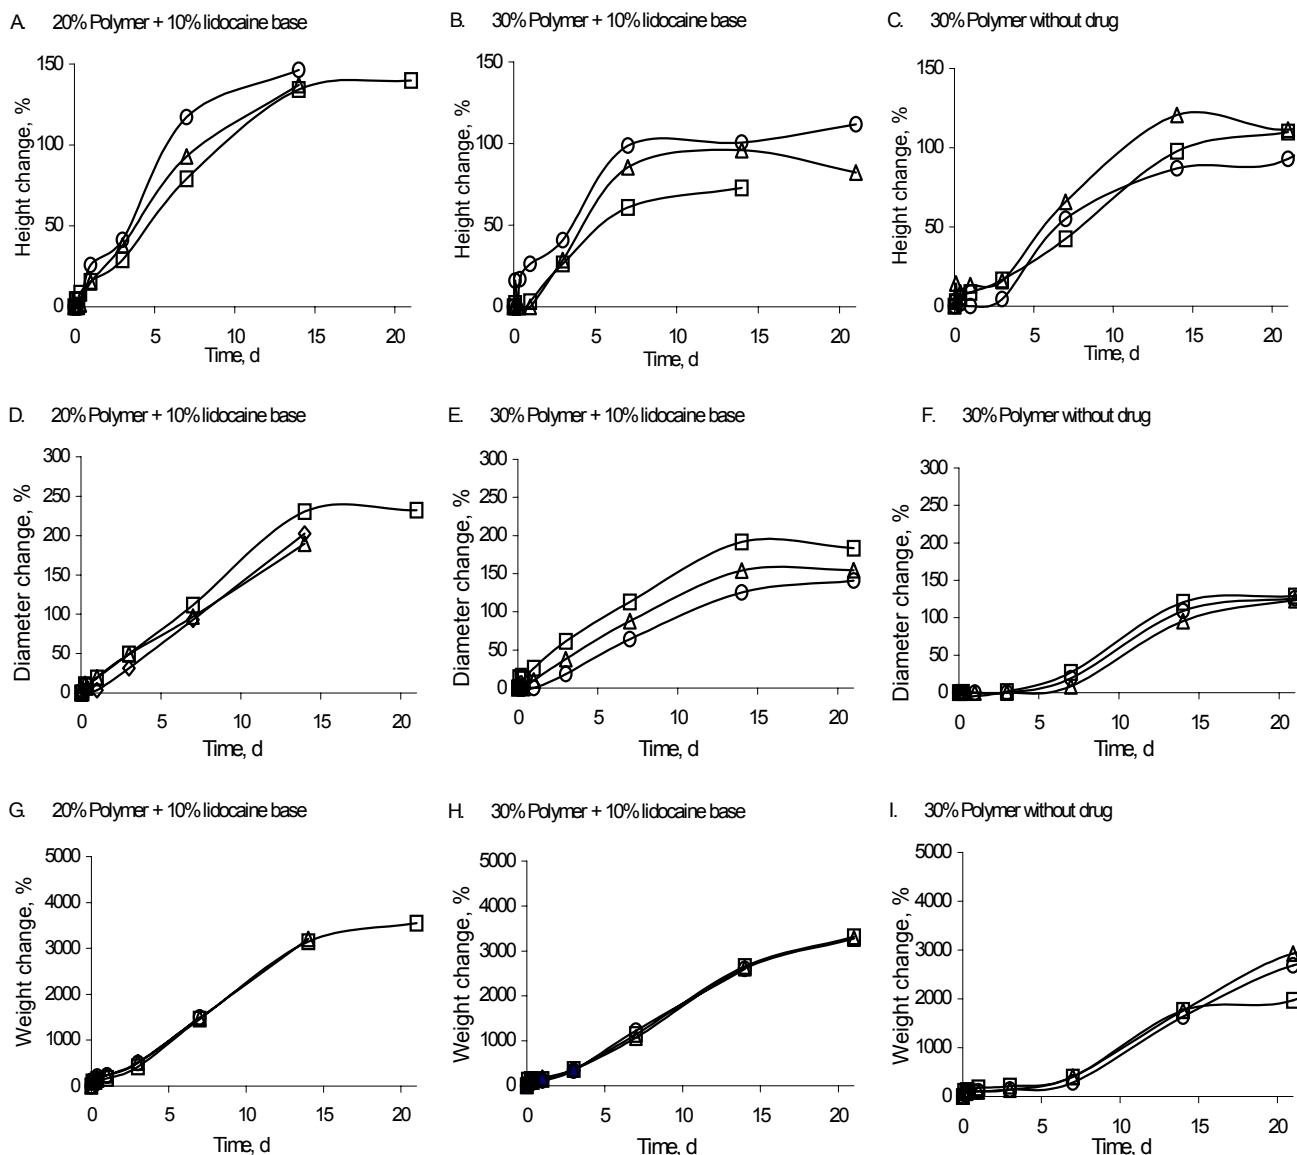 A. 20% Polymer + 10% lidocaine base
B. 30% Polymer + 10% lidocaine base
C. 30% Polymer without drug
Height change, %
150
100
50
0
0 5 10 15 20
Time, d
Height change, %
150
100
50
0
0 5 10 15 20
Time, d
Height change, %
150
100
50
0
0 5 10 15 20
Time, d
D. 20% Polymer + 10% lidocaine base
E. 30% Polymer + 10% lidocaine base
F. 30% Polymer without drug
Diameter change, %
300
250
200
150
100
50
0
0 5 10 15 20
Time, d
Diameter change, %
300
250
200
150
100
50
0
0 5 10 15 20
Time, d
Diameter change, %
300
250
200
150
100
50
0
0 5 10 15 20
Time, d
G. 20% Polymer + 10% lidocaine base
H. 30% Polymer + 10% lidocaine base
I. 30% Polymer without drug
Weight change, %
5000
4000
3000
2000
1000
0
0 5 10 15 20
Time, d
Weight change, %
5000
4000
3000
2000
1000
0
0 5 10 15 20
Time, d
Weight change, %
5000
4000
3000
2000
1000
0
0 5 10 15 20
Time, d